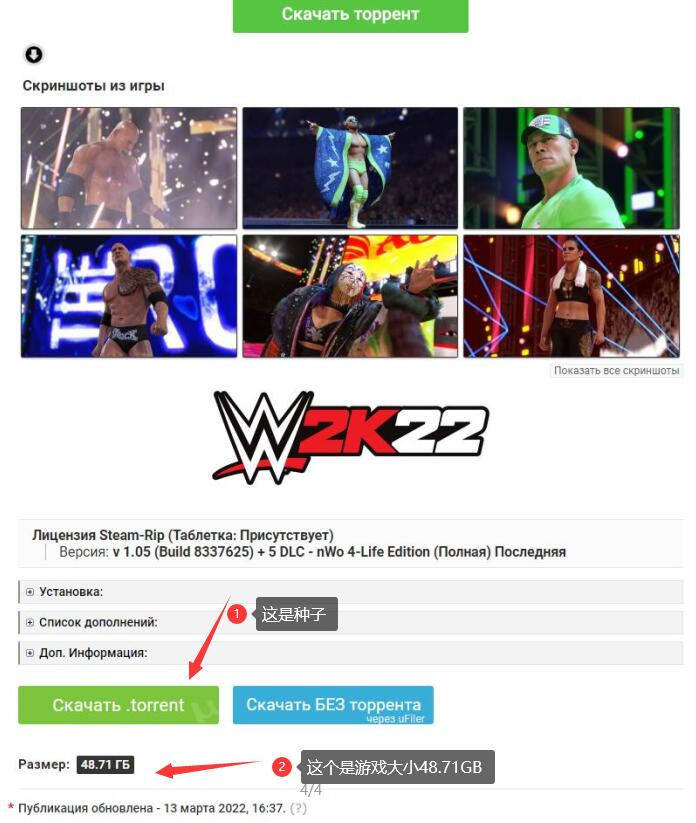 Скачать торрент
Скриншоты из игры
Показать все скриншоты
W2K22
Лицензия Steam-Rip (Таблетка: Присутствует)
Версия: v 1.05 (Build 8337625) + 5 DLC - nWo 4-Life Edition (Полная) Последняя
Установка:
1 这是种子
Список дополнений:
Доп. Информация:
Скачать .torrent
Скачать БЕЗ торрента
через uFiler
Размер: 48.71 ГБ
2 这个是游戏大小48.71GB
4/4
* Публикация обновлена - 13 марта 2022, 16:37. (?)